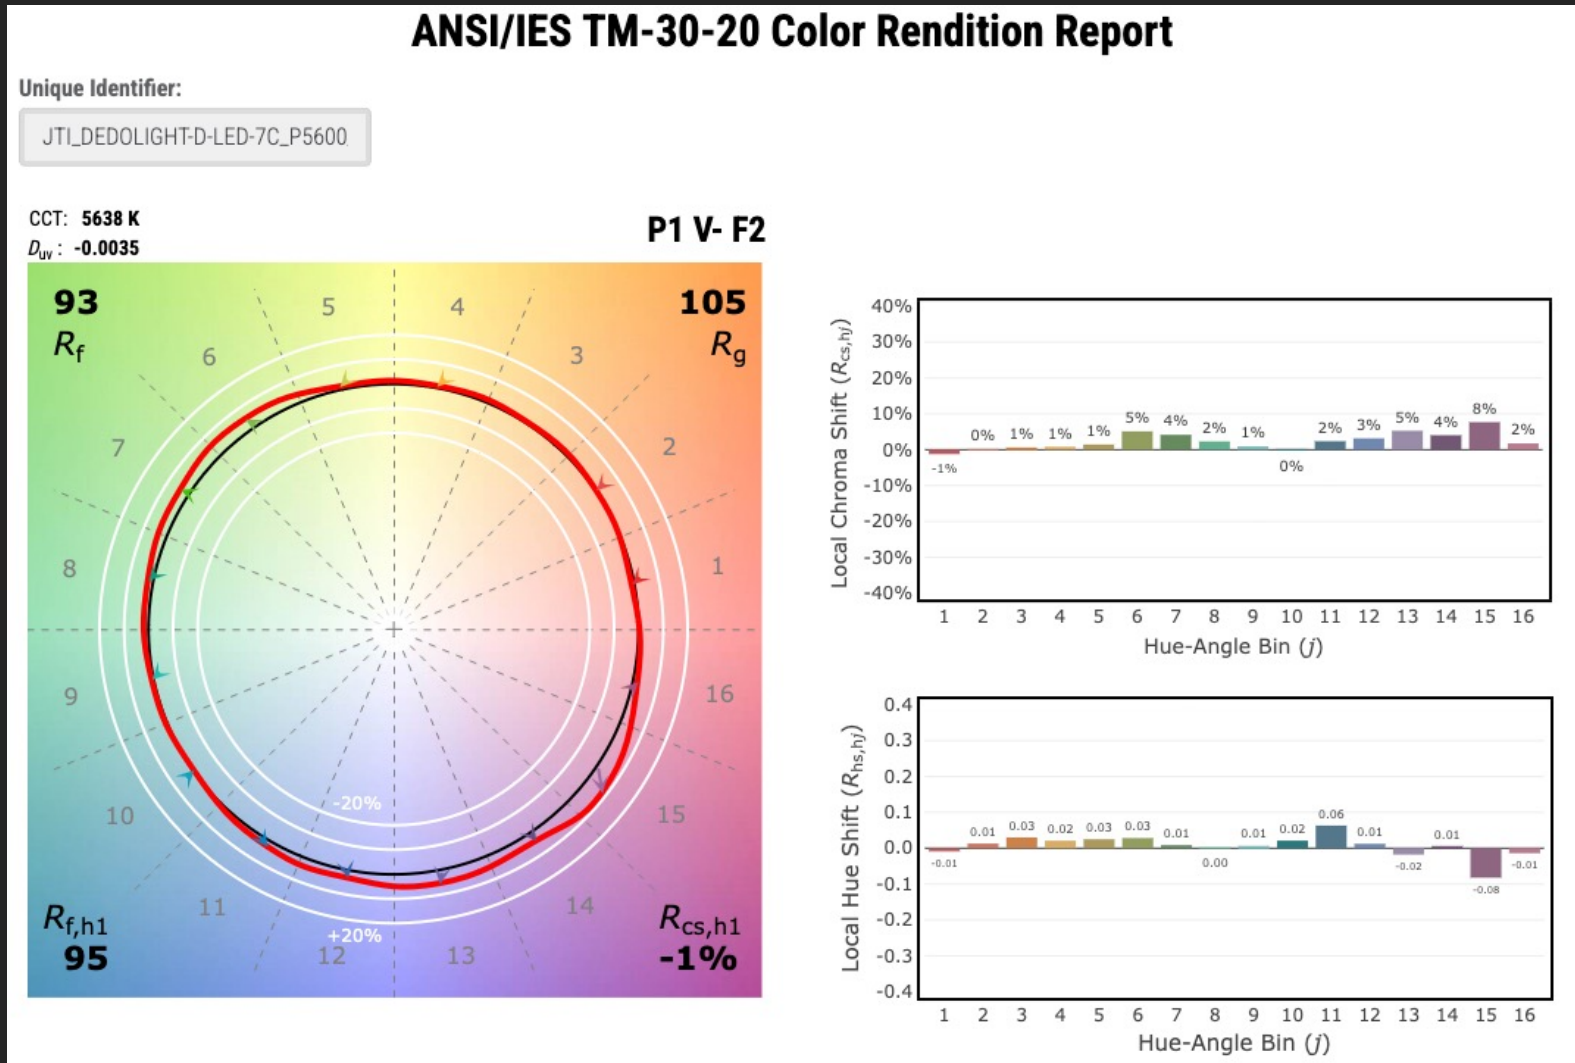 ANSI/IES TM-30-20 Color Rendition Report
Unique Identifier:
JTI_DEDOLIGHT-D-LED-7C_P5600
CCT: 5638 K
Duv : -0.0035
P1 V- F2
93
Rf
105
Rg
5
4
6
3
7
2
8
1
9
16
10
15
11
14
12
13
-20%
+20%
Rf,h1
95
Rcs,h1
-1%
Local Chroma Shift (Rcs,hj)
40%
30%
20%
10%
0%
-10%
-20%
-30%
-40%
-1% 0% 1% 1% 1% 5% 4% 2% 1% 0% 2% 3% 5% 4% 8% 2%
1 2 3 4 5 6 7 8 9 10 11 12 13 14 15 16
Hue-Angle Bin (j)
Local Hue Shift (Rhs,hj)
0.4
0.3
0.2
0.1
0.0
-0.1
-0.2
-0.3
-0.4
-0.01 0.01 0.03 0.02 0.03 0.03 0.01 0.00 0.01 0.02 0.06 0.01 -0.02 0.01 -0.08 -0.01
1 2 3 4 5 6 7 8 9 10 11 12 13 14 15 16
Hue-Angle Bin (j)